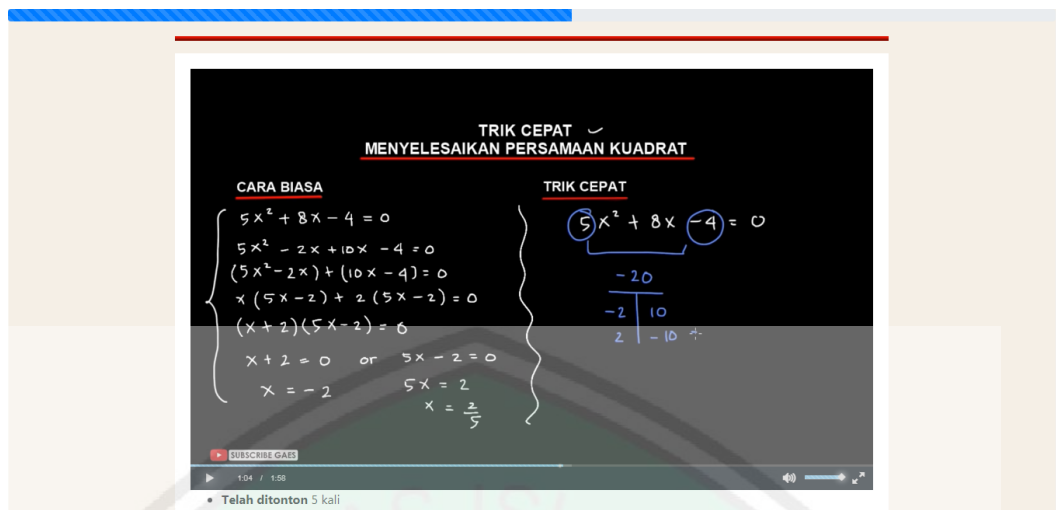 TRIK CEPAT
MENYELESAIKAN PERSAMAAN KUADRAT
CARA BIASA
5x² + 8x - 4 = 0
5x² - 2x + 10x - 4 = 0
(5x² - 2x) + (10x - 4) = 0
x (5x - 2) + 2 (5x - 2) = 0
(x + 2)(5x - 2) = 0
x + 2 = 0 or 5x - 2 = 0
x = - 2 5x = 2
x = 2/5
TRIK CEPAT
5x² + 8x - 4 = 0
- 20
-2 | 10
2 | - 10
SUBSCRIBE GAES
1:04 / 1:58
• Telah ditonton 5 kali